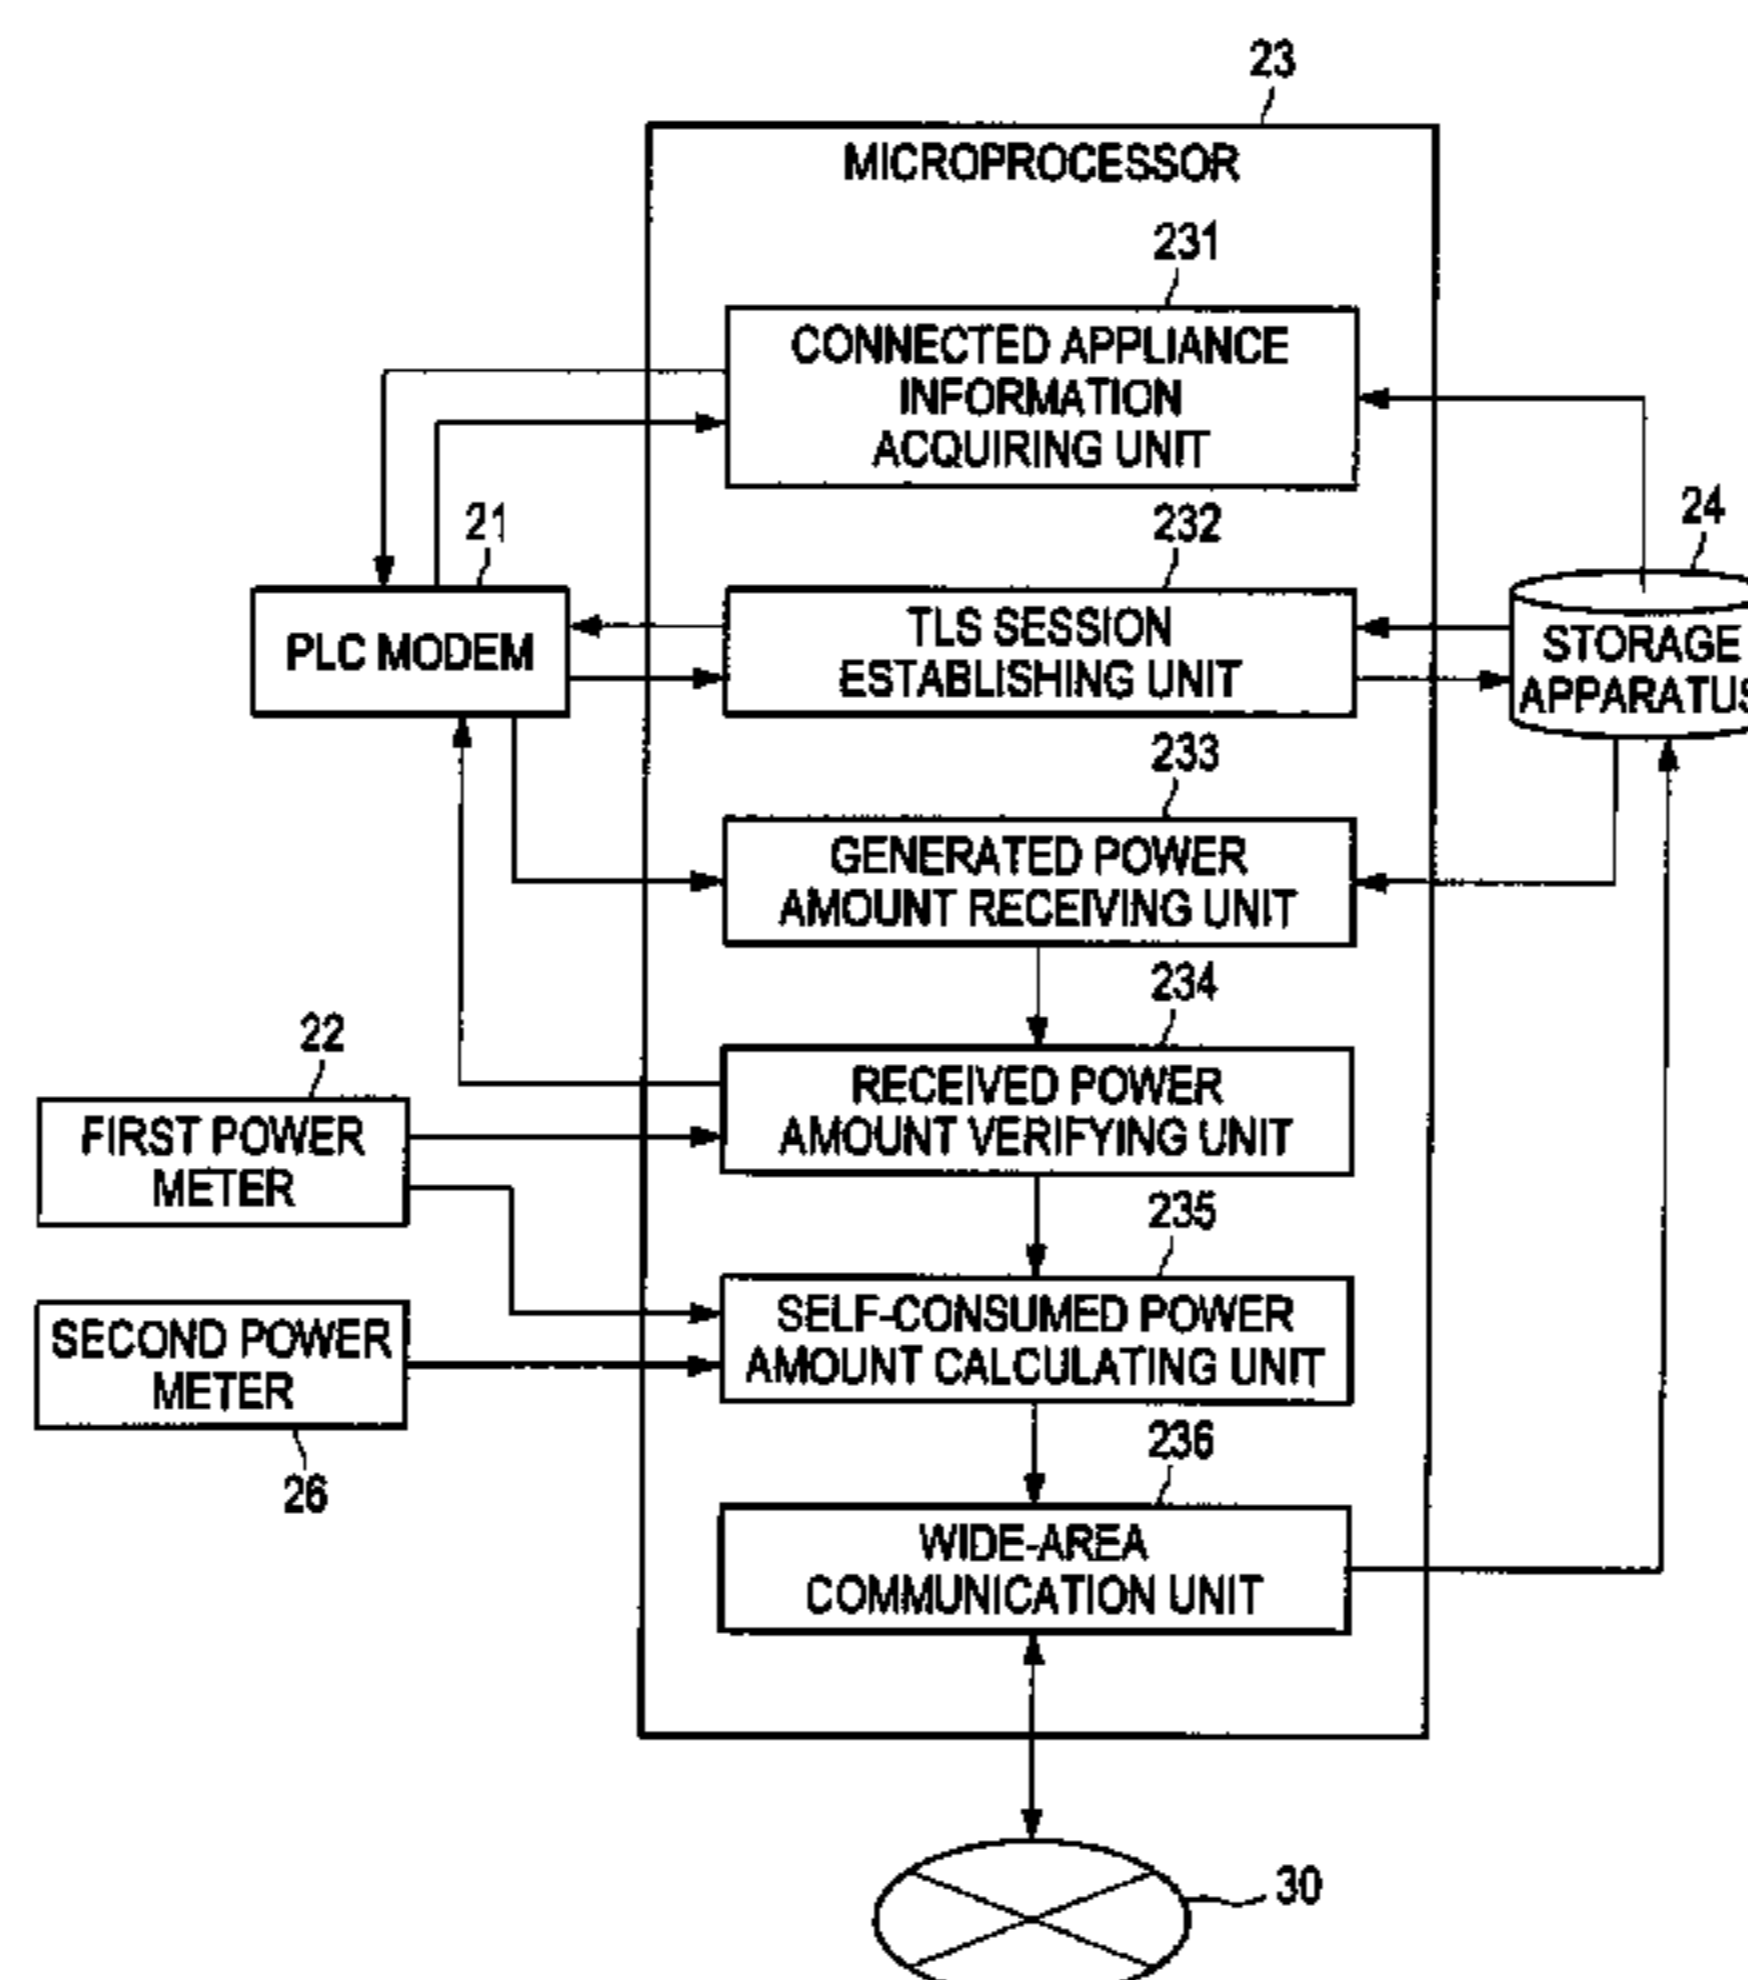 23
MICROPROCESSOR
231
CONNECTED APPLIANCE
INFORMATION
ACQUIRING UNIT
21
PLC MODEM
232
TLS SESSION
ESTABLISHING UNIT
24
STORAGE
APPARATUS
233
GENERATED POWER
AMOUNT RECEIVING UNIT
234
RECEIVED POWER
AMOUNT VERIFYING UNIT
22
FIRST POWER
METER
235
SELF-CONSUMED POWER
AMOUNT CALCULATING UNIT
SECOND POWER
METER
26
236
WIDE-AREA
COMMUNICATION UNIT
30